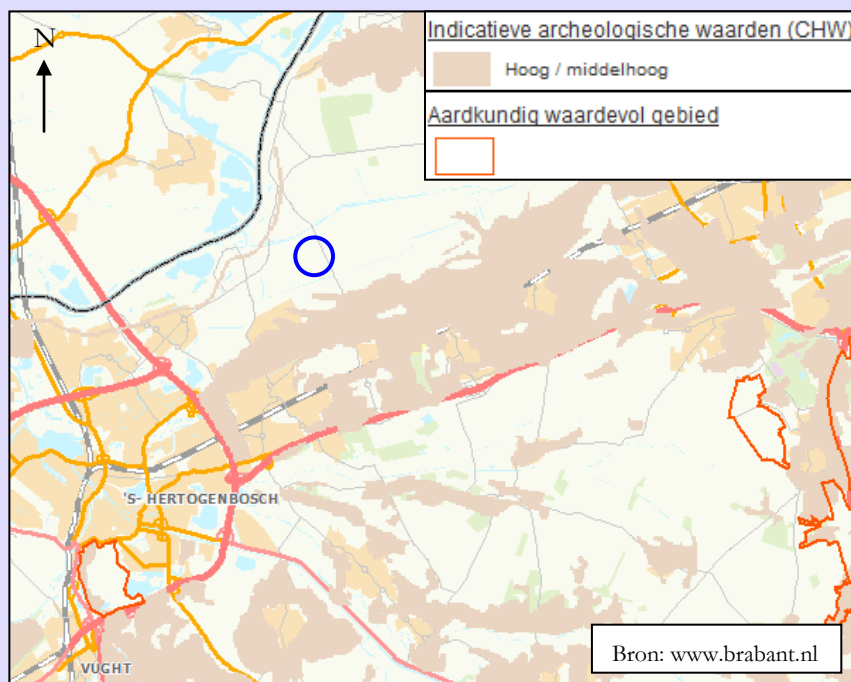 N
Indicatieve archeologische waarden (CHW)
Hoog / middelhoog
Aardkundig waardevol gebied
'S- HERTOGENBOSCH
VUGHT
Bron: www.brabant.nl